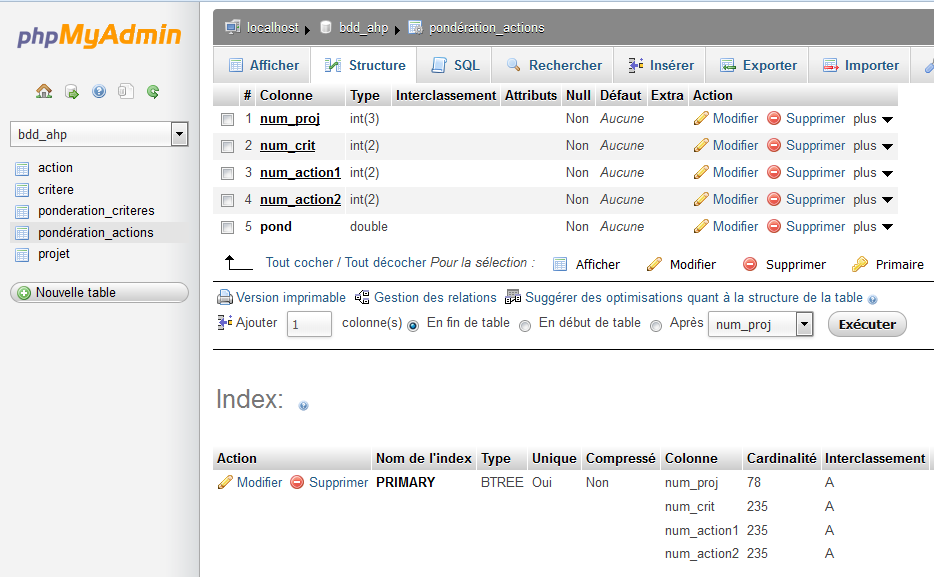 phpMyAdmin
bdd_ahp
action
critere
ponderation_criteres
pondération_actions
projet
Nouvelle table
localhost bdd_ahp pondération_actions
Afficher Structure SQL Rechercher Insérer Exporter Importer
# Colonne Type Interclassement Attributs Null Défaut Extra Action
1 num_proj int(3) Non Aucune Modifier Supprimer plus
2 num_crit int(2) Non Aucune Modifier Supprimer plus
3 num_action1 int(2) Non Aucune Modifier Supprimer plus
4 num_action2 int(2) Non Aucune Modifier Supprimer plus
5 pond double Non Aucune Modifier Supprimer plus
Tout cocher / Tout décocher Pour la sélection : Afficher Modifier Supprimer Primaire
Version imprimable Gestion des relations Suggérer des optimisations quant à la structure de la table
Ajouter 1 colonne(s) En fin de table En début de table Après num_proj Exécuter
Index:
Action Nom de l'index Type Unique Compressé Colonne Cardinalité Interclassement
Modifier Supprimer PRIMARY BTREE Oui Non num_proj 78 A
num_crit 235 A
num_action1 235 A
num_action2 235 A